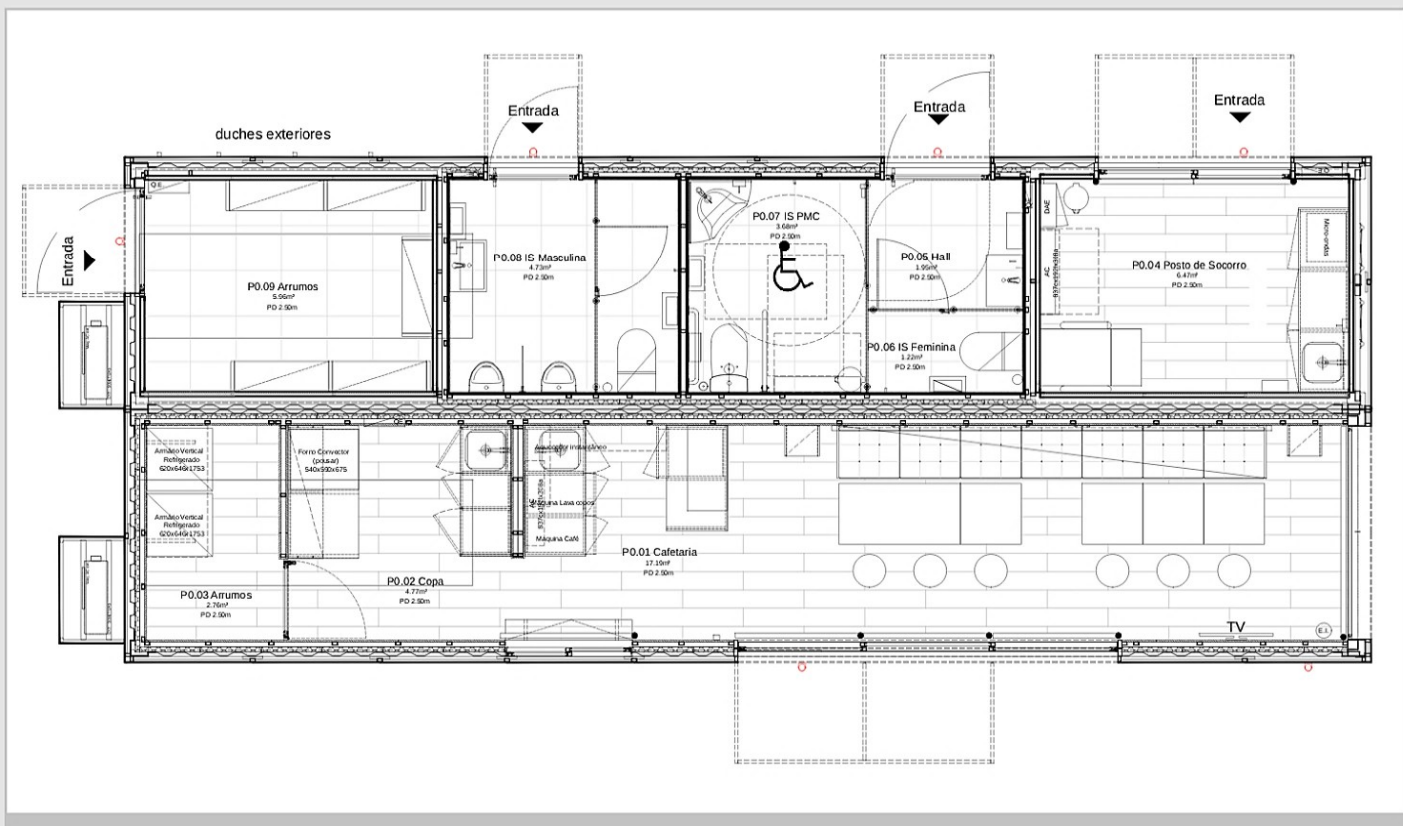 Entrada
Entrada
Entrada
duches exteriores
Entrada
P0.09 Arrumos
5.96m²
PD 2.50m
P0.08 IS Masculina
4.73m²
PD 2.50m
P0.07 IS PMC
3.68m²
PD 2.50m
P0.05 Hall
1.95m²
PD 2.50m
P0.06 IS Feminina
1.22m²
PD 2.50m
DAE
AC
P0.04 Posto de Socorro
6.47m²
PD 2.50m
Micro-ondas
Armário Vertical
Refrigerado
620x646x1753
Armário Vertical
Refrigerado
620x646x1753
Forno Convector
(pousar)
540x590x675
Aquecedor instantâneo
Máquina Lava copos
Máquina Café
P0.01 Cafetaria
17.19m²
PD 2.50m
P0.02 Copa
4.77m²
PD 2.50m
P0.03 Arrumos
2.76m²
PD 2.50m
TV
E.I.